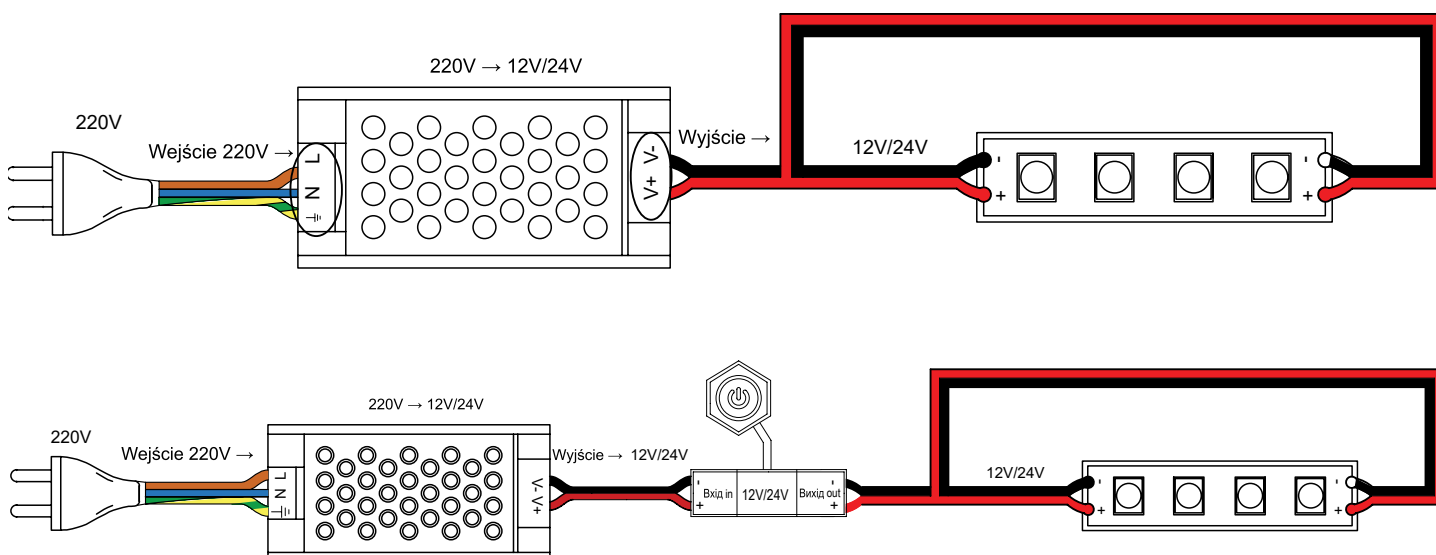 220V → 12V/24V
220V
Wejście 220V →
L
N
⏚
V-
V+
Wyjście →
12V/24V
-
+
-
+
220V → 12V/24V
220V
Wejście 220V →
L
N
⏚
V-
V+
Wyjście → 12V/24V
-
+
Вхід in
12V/24V
Вихід out
-
+
12V/24V
-
+
-
+